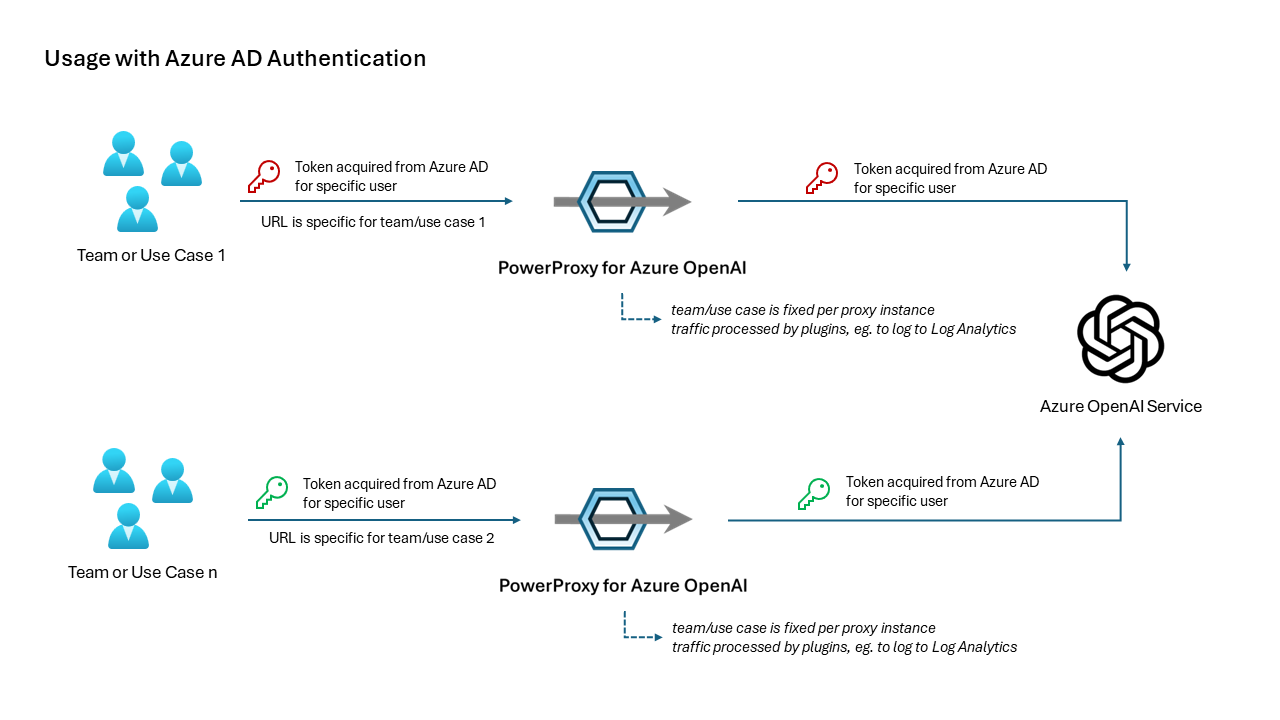 Usage with Azure AD Authentication
Token acquired from Azure AD
for specific user
URL is specific for team/use case 1
Team or Use Case 1
PowerProxy for Azure OpenAI
team/use case is fixed per proxy instance
traffic processed by plugins, eg. to log to Log Analytics
Token acquired from Azure AD
for specific user
Azure OpenAI Service
Token acquired from Azure AD
for specific user
URL is specific for team/use case 2
Team or Use Case n
PowerProxy for Azure OpenAI
team/use case is fixed per proxy instance
traffic processed by plugins, eg. to log to Log Analytics
Token acquired from Azure AD
for specific user